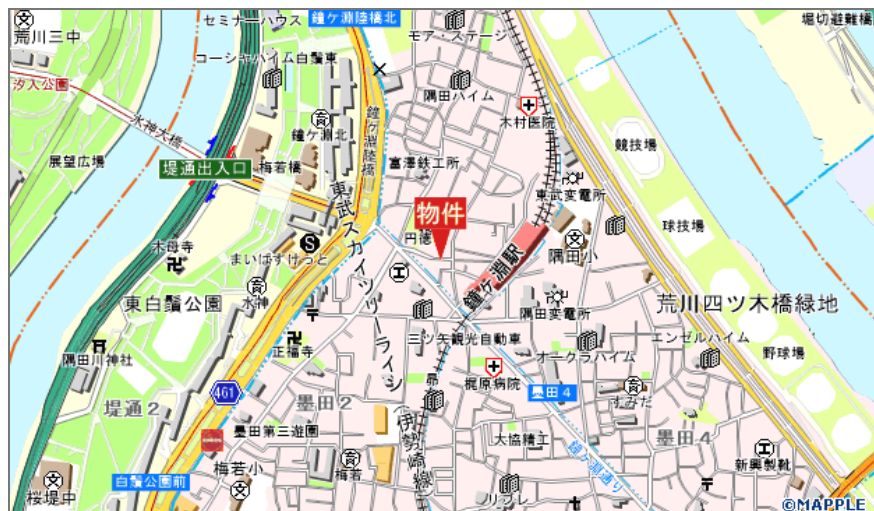 荒川三中
セミナーハウス
鐘ケ淵陸橋北
モア・ステージ
堀切避難橋
コーシャハイム白鬚東
汐入公園
水神大橋
隅田ハイム
木村医院
鐘ケ淵北
鐘ケ淵陸橋
競技場
展望広場
堤通出入口
梅若橋
富澤鉄工所
東武変電所
物件
円徳
球技場
木母寺
S
まいばすけっと
隅田小
鐘ケ淵駅
東白鬚公園
水神
東武スカイツリーライン
荒川四ツ木橋緑地
隅田変電所
三ツ矢観光自動車
エンゼルハイム
隅田川神社
正福寺
オークラハイム
野球場
梶原病院
461
墨田4
すみだ
堤通2
墨田2
(伊勢崎線)
墨田第三遊園
大協精工
墨田4
梅若小
梅若
鐘ケ淵通り
新興製靴
白鬚公園前
桜堤中
リブレ
©MAPPLE